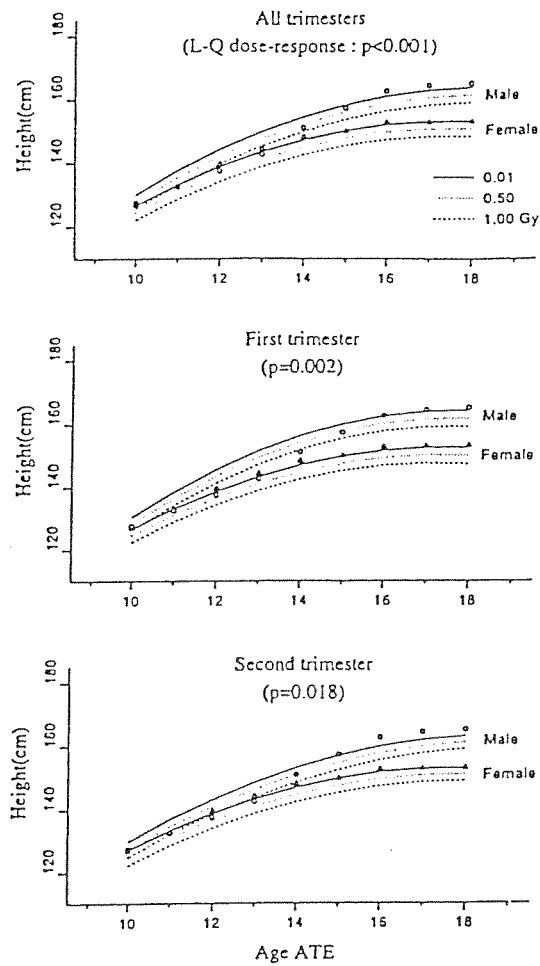 All trimesters
(L-Q dose-response : p<0.001)
Height(cm)
180
160
140
120
Male
Female
0.01
0.50
1.00 Gy
10 12 14 16 18
First trimester
(p=0.002)
Height(cm)
180
160
140
120
Male
Female
10 12 14 16 18
Second trimester
(p=0.018)
Height(cm)
180
160
140
120
Male
Female
10 12 14 16 18
Age ATE